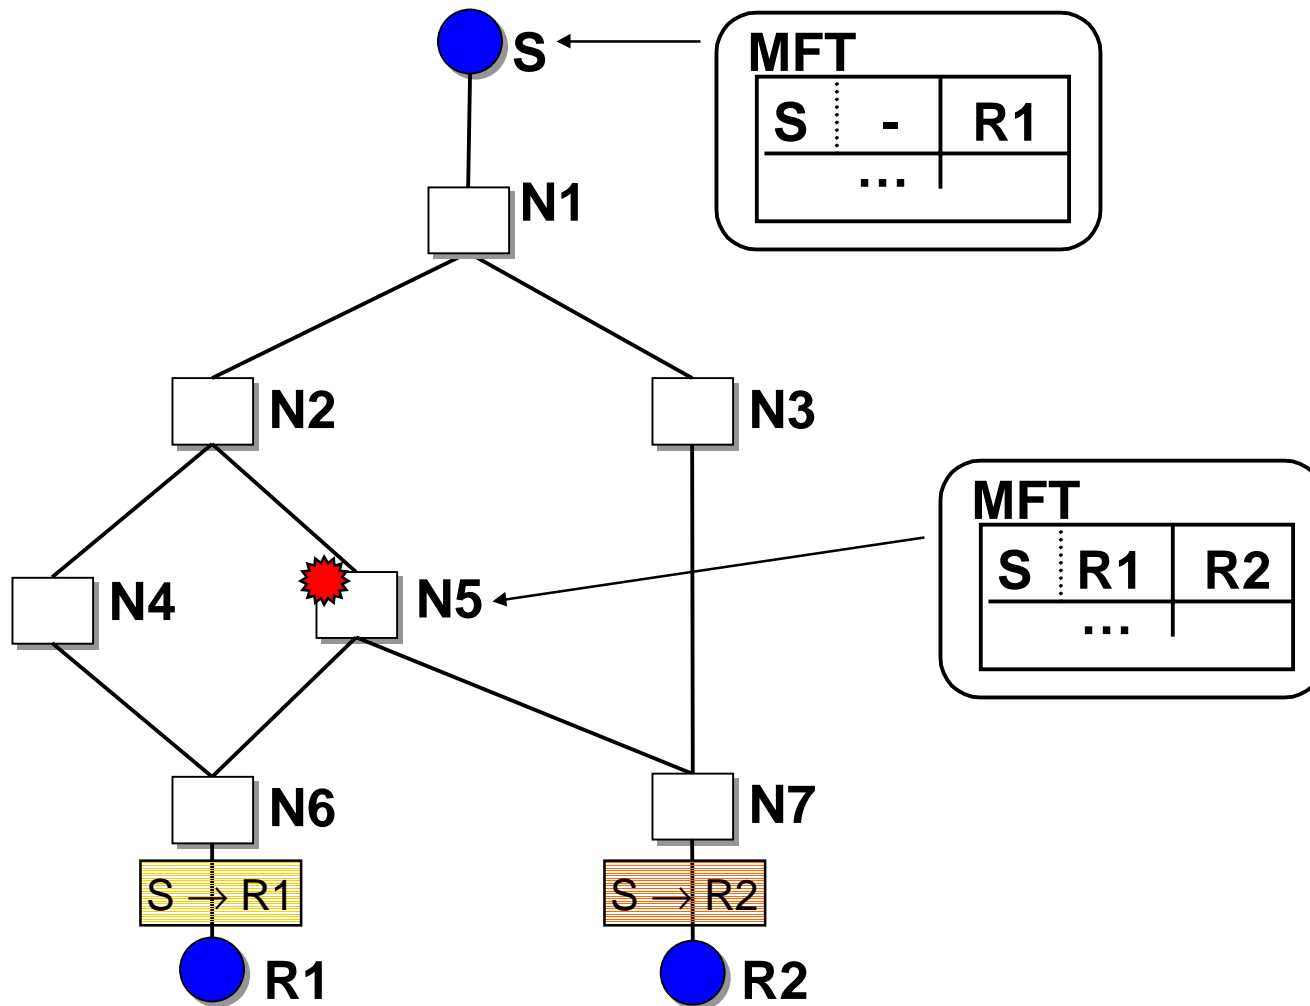 S
MFT
S - R1
...
N1
N2
N3
MFT
S R1 R2
...
N4
N5
N6
N7
S → R1
S → R2
R1
R2